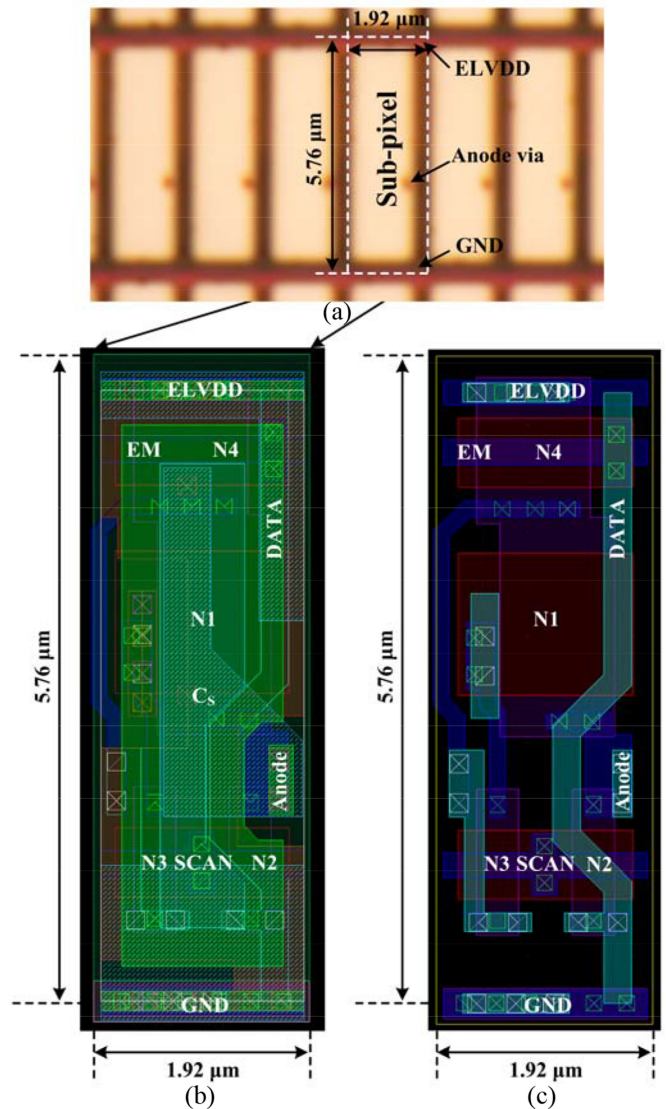 1.92 μm
ELVDD
5.76 μm
Sub-pixel
Anode via
GND
(a)
ELVDD
EM
N4
DATA
N1
Cs
5.76 μm
Anode
N3 SCAN
N2
GND
1.92 μm
(b)
ELVDD
EM
N4
DATA
N1
5.76 μm
Anode
N3 SCAN
N2
GND
1.92 μm
(c)